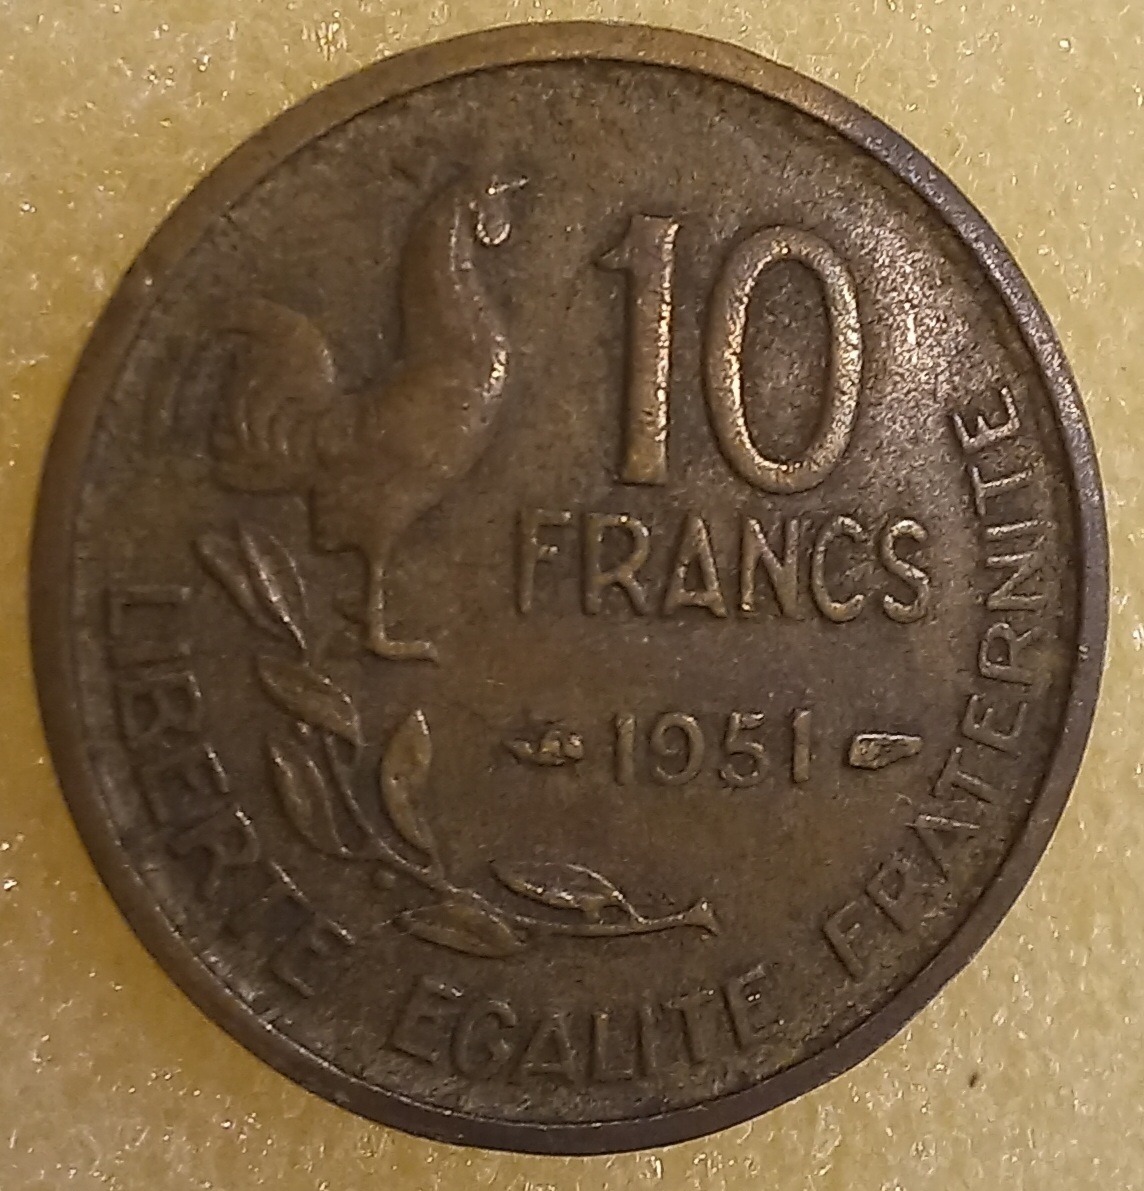 10
FRANCS
1951
LIBERTE EGALITE FRATERNITE